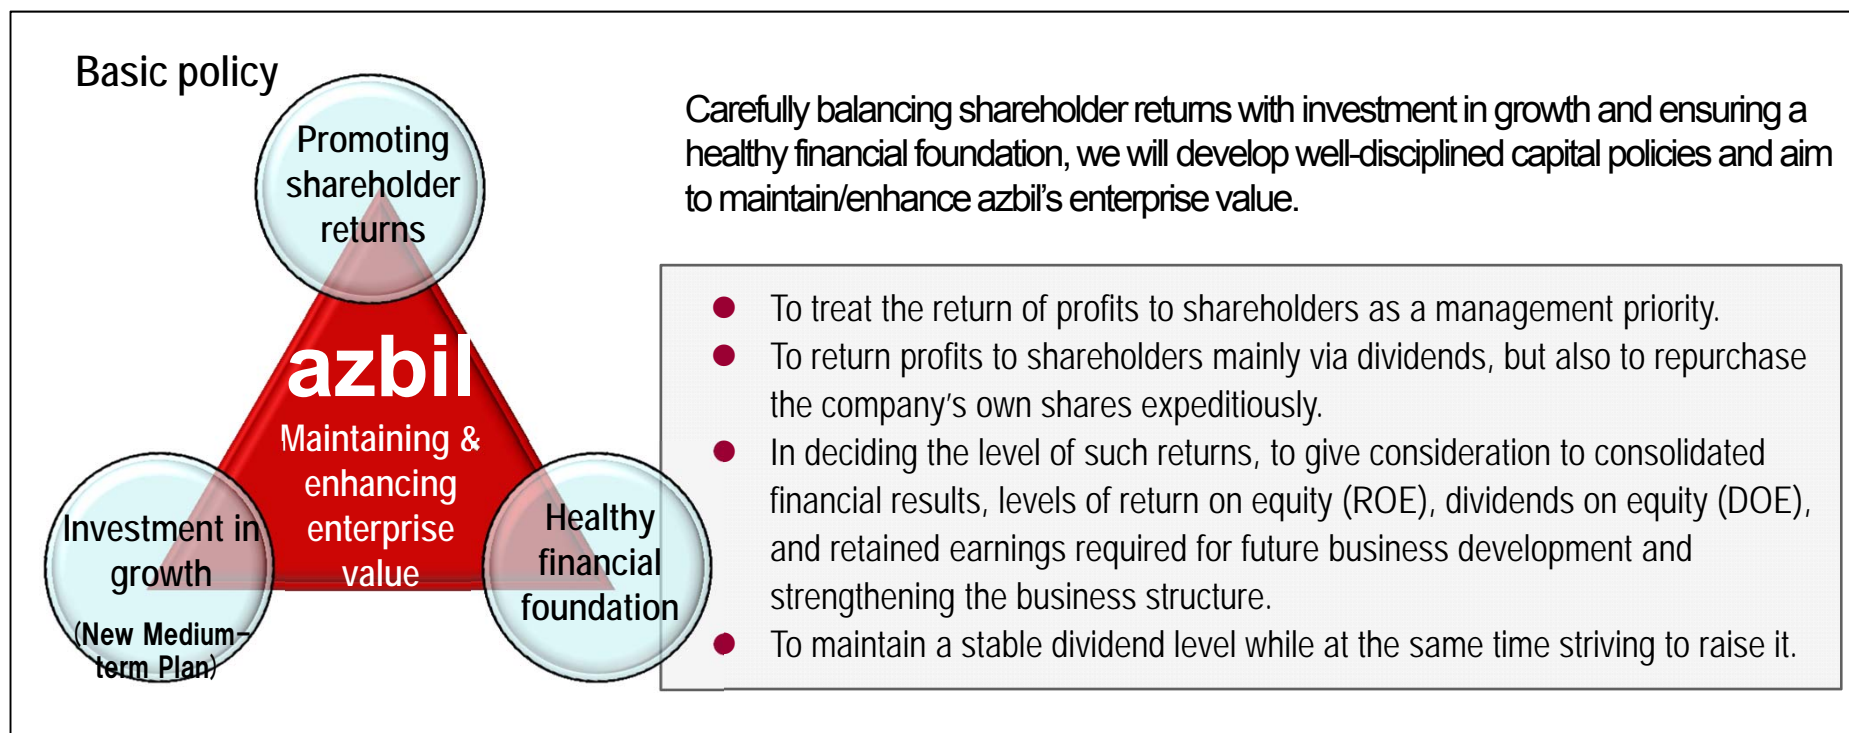 Basic policy
Promoting
shareholder
returns
azbil
Maintaining &
enhancing
enterprise
value
Investment in
growth
(New Medium-
term Plan)
Healthy
financial
foundation
Carefully balancing shareholder returns with investment in growth and ensuring a
healthy financial foundation, we will develop well-disciplined capital policies and aim
to maintain/enhance azbil's enterprise value.
● To treat the return of profits to shareholders as a management priority.
● To return profits to shareholders mainly via dividends, but also to repurchase
the company's own shares expeditiously.
● In deciding the level of such returns, to give consideration to consolidated
financial results, levels of return on equity (ROE), dividends on equity (DOE),
and retained earnings required for future business development and
strengthening the business structure.
● To maintain a stable dividend level while at the same time striving to raise it.